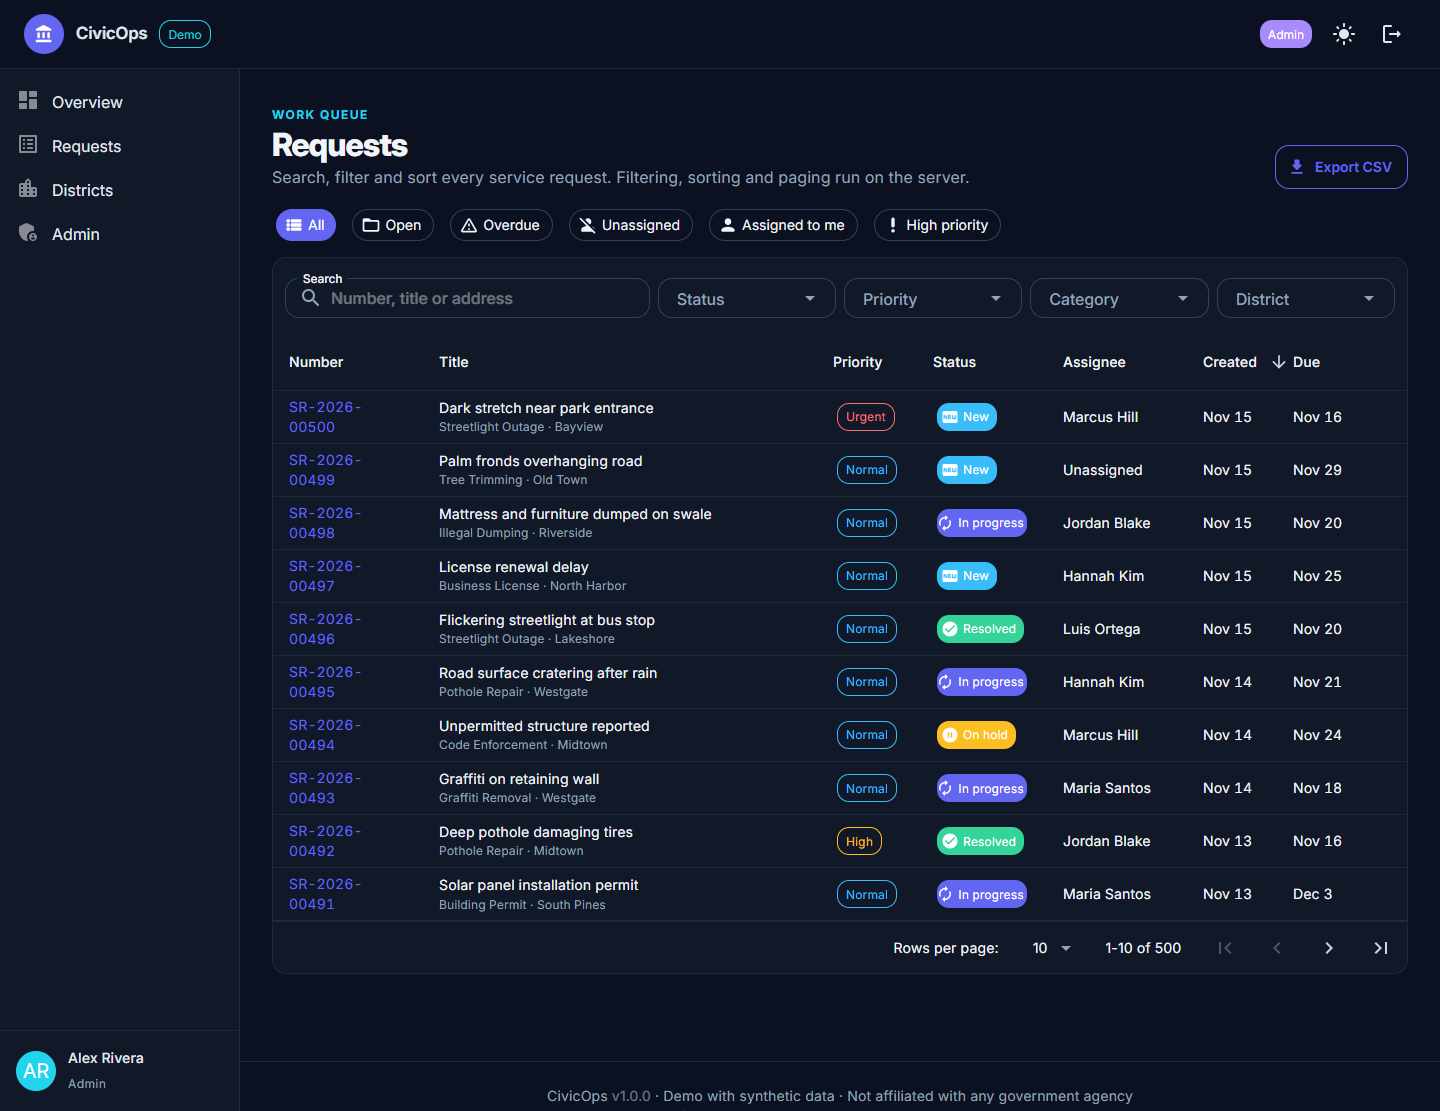 CivicOps Demo
Admin
Overview
Requests
Districts
Admin
WORK QUEUE
Requests
Search, filter and sort every service request. Filtering, sorting and paging run on the server.
Export CSV
All Open Overdue Unassigned Assigned to me High priority
Search
Number, title or address
Status Priority Category District
Number Title Priority Status Assignee Created Due
SR-2026-
00500
Dark stretch near park entrance
Streetlight Outage · Bayview
Urgent NEW New Marcus Hill Nov 15 Nov 16
SR-2026-
00499
Palm fronds overhanging road
Tree Trimming · Old Town
Normal NEW New Unassigned Nov 15 Nov 29
SR-2026-
00498
Mattress and furniture dumped on swale
Illegal Dumping · Riverside
Normal In progress Jordan Blake Nov 15 Nov 20
SR-2026-
00497
License renewal delay
Business License · North Harbor
Normal NEW New Hannah Kim Nov 15 Nov 25
SR-2026-
00496
Flickering streetlight at bus stop
Streetlight Outage · Lakeshore
Normal Resolved Luis Ortega Nov 15 Nov 20
SR-2026-
00495
Road surface cratering after rain
Pothole Repair · Westgate
Normal In progress Hannah Kim Nov 14 Nov 21
SR-2026-
00494
Unpermitted structure reported
Code Enforcement · Midtown
Normal On hold Marcus Hill Nov 14 Nov 24
SR-2026-
00493
Graffiti on retaining wall
Graffiti Removal · Westgate
Normal In progress Maria Santos Nov 14 Nov 18
SR-2026-
00492
Deep pothole damaging tires
Pothole Repair · Midtown
High Resolved Jordan Blake Nov 13 Nov 16
SR-2026-
00491
Solar panel installation permit
Building Permit · South Pines
Normal In progress Maria Santos Nov 13 Dec 3
Rows per page: 10 1-10 of 500
AR
Alex Rivera
Admin
CivicOps v1.0.0 · Demo with synthetic data · Not affiliated with any government agency